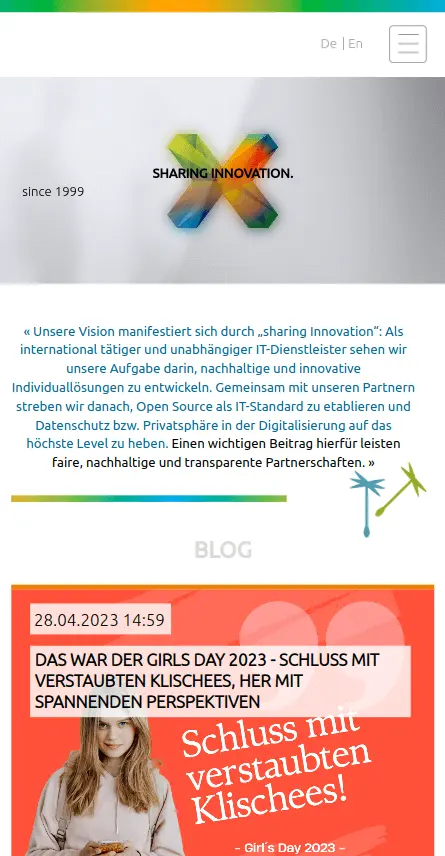 De | En
SHARING INNOVATION.
since 1999
« Unsere Vision manifestiert sich durch „sharing Innovation“: Als
international tätiger und unabhängiger IT-Dienstleister sehen wir
unsere Aufgabe darin, nachhaltige und innovative
Individuallösungen zu entwickeln. Gemeinsam mit unseren Partnern
streben wir danach, Open Source als IT-Standard zu etablieren und
Datenschutz bzw. Privatsphäre in der Digitalisierung auf das
höchste Level zu heben. Einen wichtigen Beitrag hierfür leisten
faire, nachhaltige und transparente Partnerschaften. »
BLOG
28.04.2023 14:59
DAS WAR DER GIRLS DAY 2023 - SCHLUSS MIT
VERSTAUBTEN KLISCHEES, HER MIT
SPANNENDEN PERSPEKTIVEN
Schluss mit
verstaubten
Klischees!
– Girl´s Day 2023 –